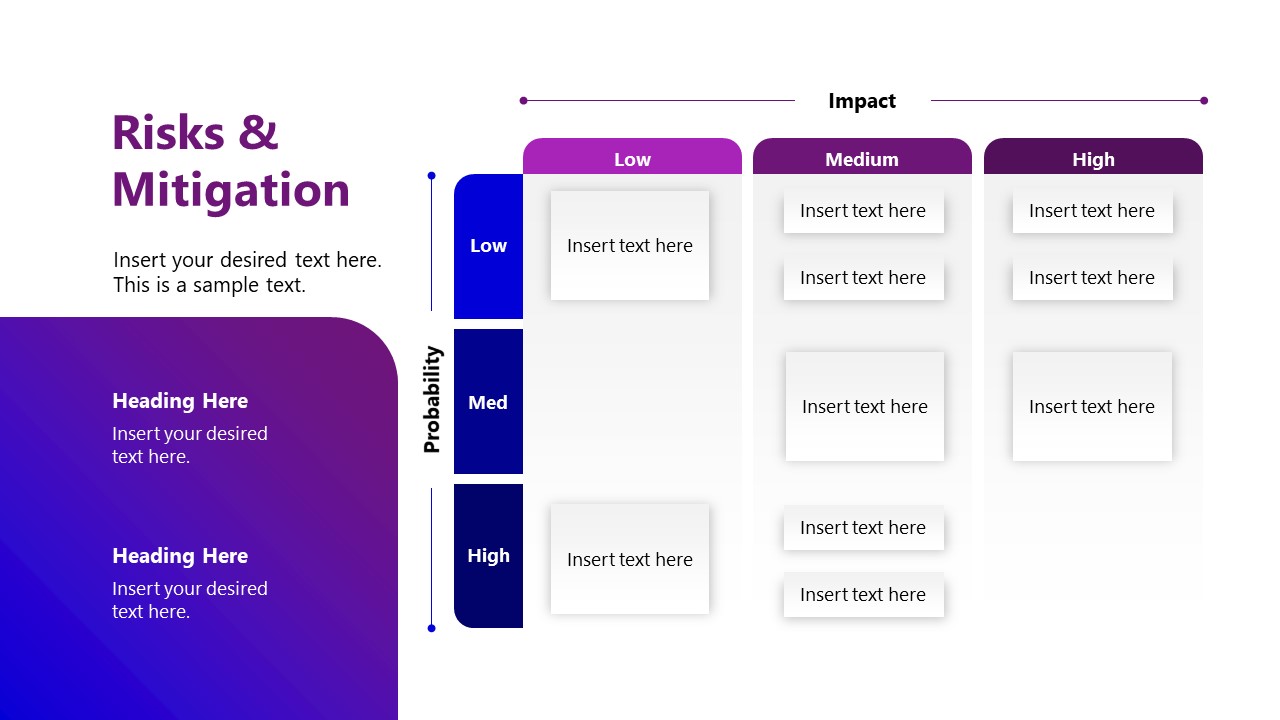 Risks &
Mitigation
Insert your desired text here.
This is a sample text.
Heading Here
Insert your desired
text here.
Heading Here
Insert your desired
text here.
Impact
Low
Medium
High
Probability
Low
Insert text here
Insert text here
Insert text here
Insert text here
Insert text here
Med
Insert text here
Insert text here
High
Insert text here
Insert text here
Insert text here